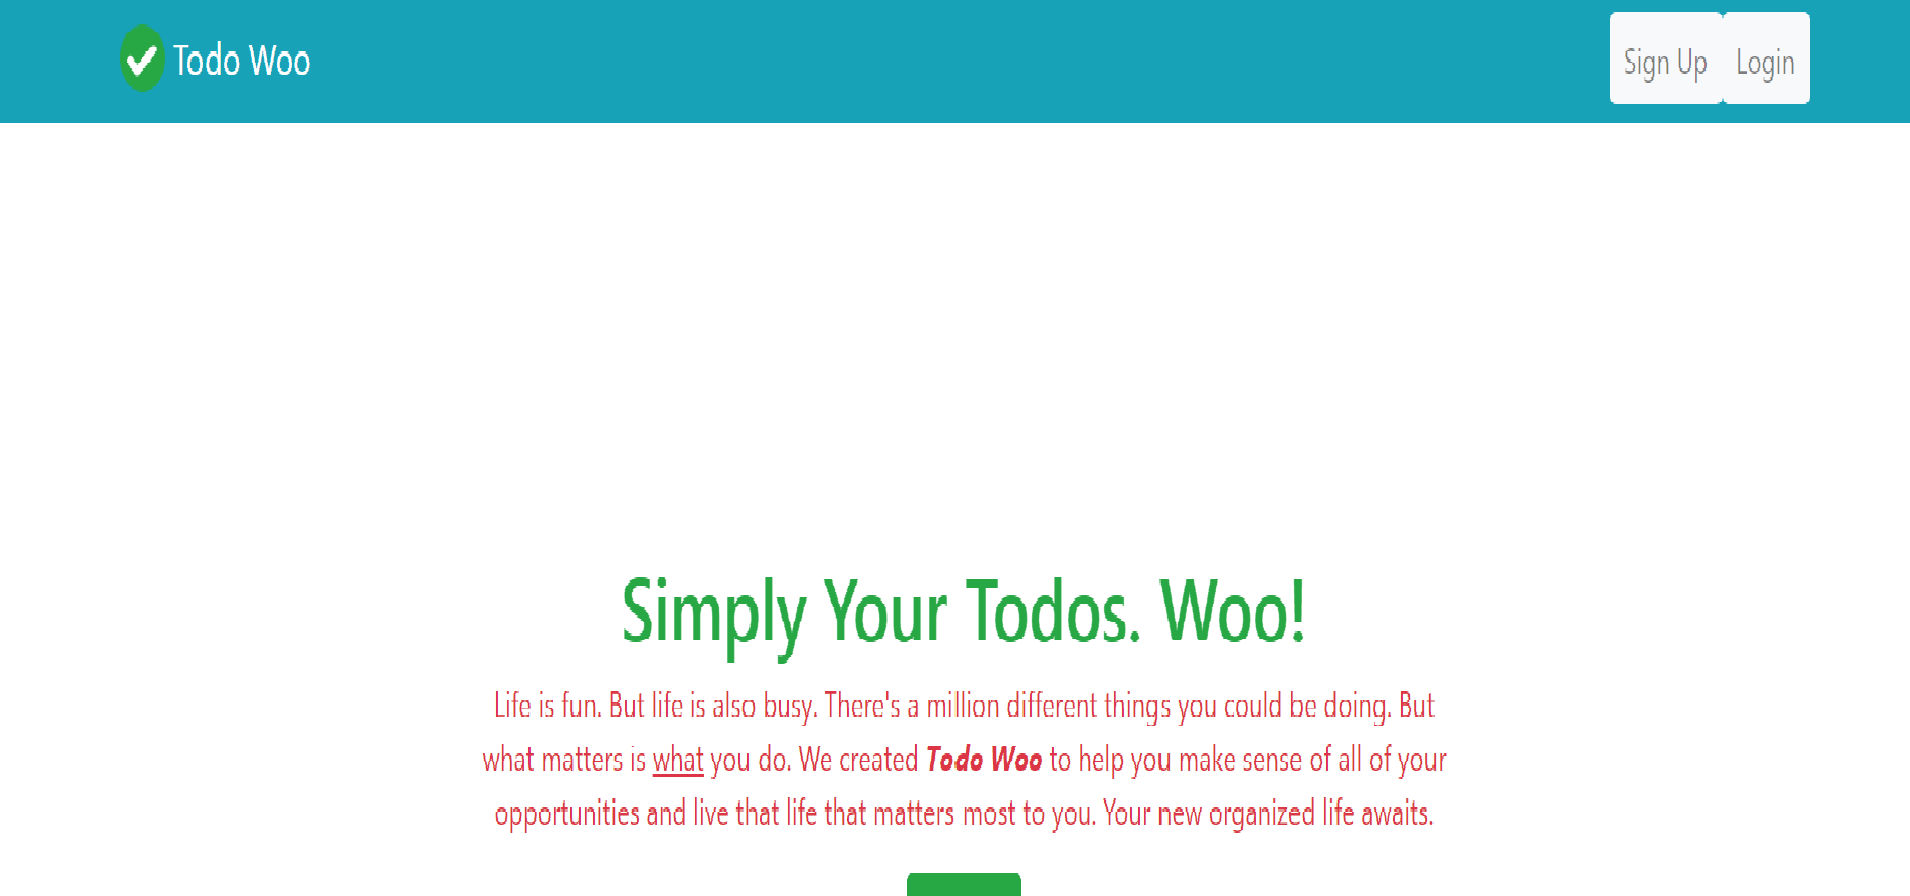 Todo Woo
Sign Up Login
Simply Your Todos. Woo!
Life is fun. But life is also busy. There's a million different things you could be doing. But
what matters is what you do. We created Todo Woo to help you make sense of all of your
opportunities and live that life that matters most to you. Your new organized life awaits.